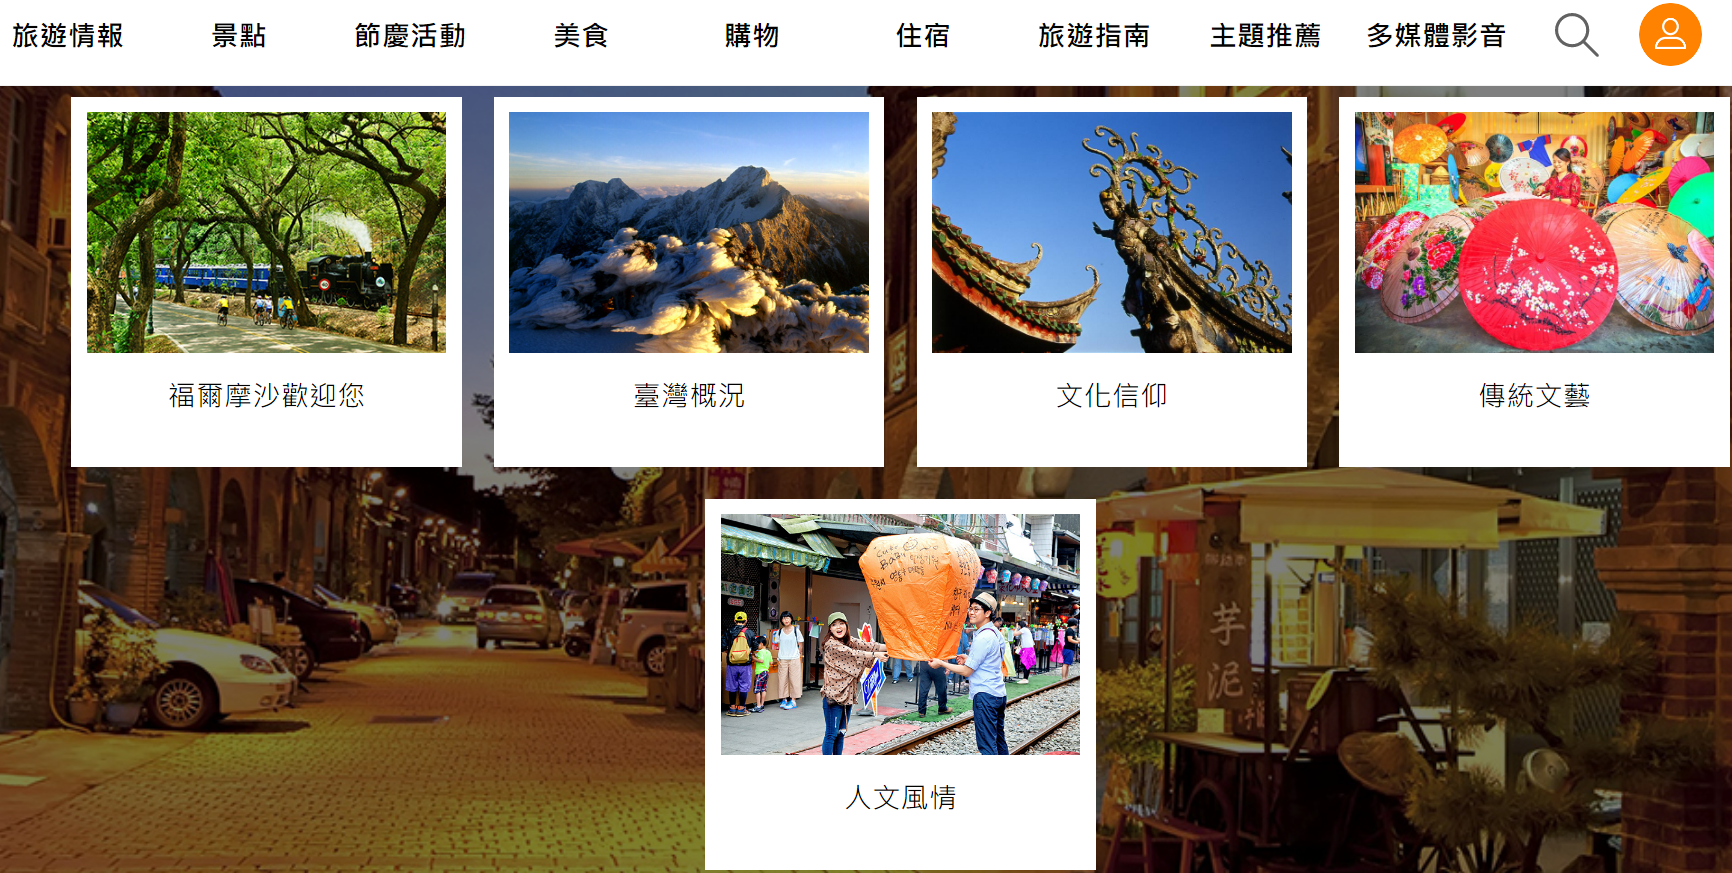 旅遊情報 景點 節慶活動 美食 購物 住宿 旅遊指南 主題推薦 多媒體影音
福爾摩沙歡迎您
臺灣概況
文化信仰
傳統文藝
芋泥
人文風情